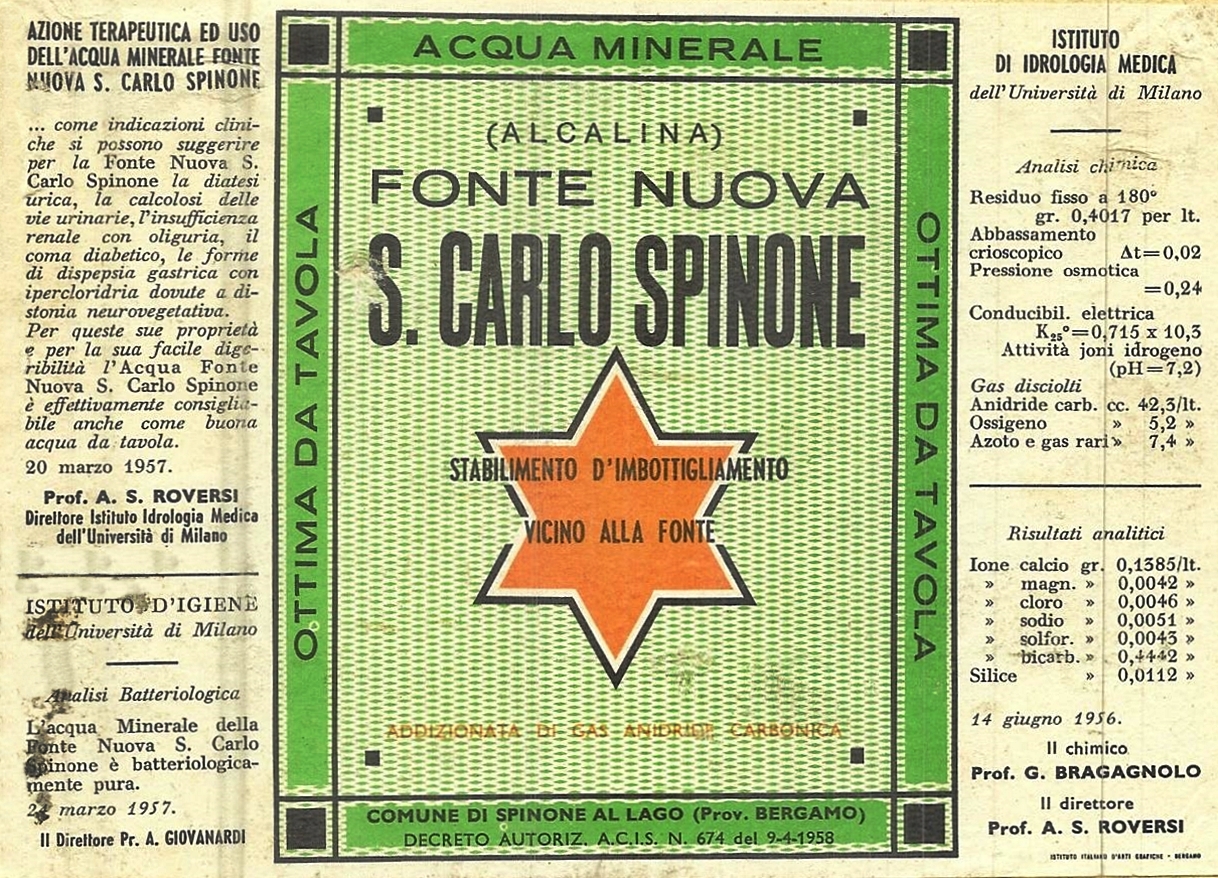 AZIONE TERAPEUTICA ED USO
DELL'ACQUA MINERALE FONTE
NUOVA S. CARLO SPINONE
... come indicazioni clini-
che si possono suggerire
per la Fonte Nuova S.
Carlo Spinone la diatesi
urica, la calcolosi delle
vie urinarie, l'insufficienza
renale con oliguria, il
coma diabetico, le forme
di dispepsia gastrica con
ipercloridria dovute a di-
stonia neurovegetativa.
Per queste sue proprietà
e per la sua facile dige-
ribilità l'Acqua Fonte
Nuova S. Carlo Spinone
è effettivamente consiglia-
bile anche come buona
acqua da tavola.
20 marzo 1957.
Prof. A. S. ROVERSI
Direttore Istituto Idrologia Medica
dell'Università di Milano
ISTITUTO D'IGIENE
dell'Università di Milano
Analisi Batteriologica
L'acqua Minerale della
Fonte Nuova S. Carlo
Spinone è batteriologica-
mente pura.
marzo 1957.
Il Direttore Pr. A. GIOVANARDI
ACQUA MINERALE
OTTIMA DA TAVOLA
(ALCALINA)
FONTE NUOVA
S. CARLO SPINONE
STABILIMENTO D'IMBOTTIGLIAMENTO
VICINO ALLA FONTE
ADDIZIONATA DI GAS ANIDRIDE CARBONICA
OTTIMA DA TAVOLA
COMUNE DI SPINONE AL LAGO (Prov. BERGAMO)
DECRETO AUTORIZ. A.C.I.S. N. 674 del 9-4-1958
ISTITUTO
DI IDROLOGIA MEDICA
dell'Università di Milano
Analisi chimica
Residuo fisso a 180°
gr. 0,4017 per lt.
Abbassamento
crioscopico Δt=0,02
Pressione osmotica
=0,24
Conducibil. elettrica
K25°=0,715 x 10,3
Attività joni idrogeno
(pH=7,2)
Gas disciolti
Anidride carb. cc. 42,3/lt.
Ossigeno » 5,2 »
Azoto e gas rari » 7,4 »
Risultati analitici
Ione calcio gr. 0,1385/lt.
» magn. » 0,0042 »
» cloro » 0,0046 »
» sodio » 0,0051 »
» solfor. » 0,0043 »
» bicarb. » 0,4442 »
Silice » 0,0112 »
14 giugno 1956.
Il chimico
Prof. G. BRAGAGNOLO
Il direttore
Prof. A. S. ROVERSI
ISTITUTO ITALIANO D'ARTI GRAFICHE - BERGAMO